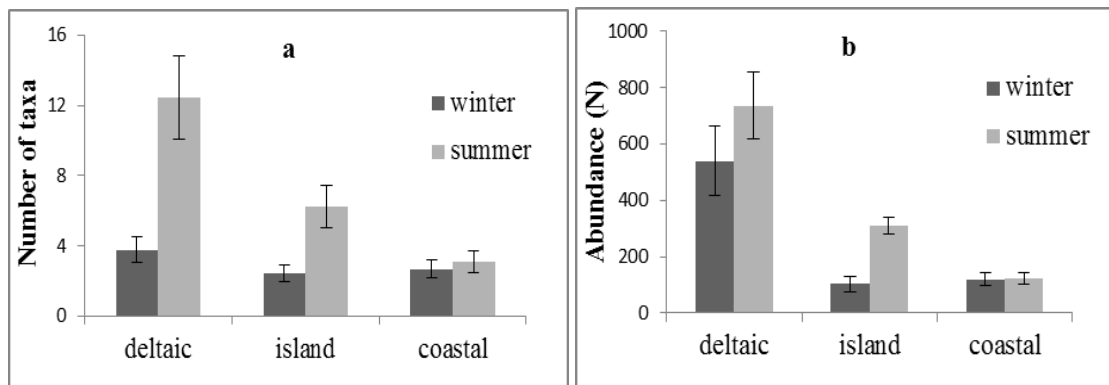 a
Number of taxa
16
12
8
4
0
winter
summer
deltaic island coastal
b
Abundance (N)
1000
800
600
400
200
0
winter
summer
deltaic island coastal